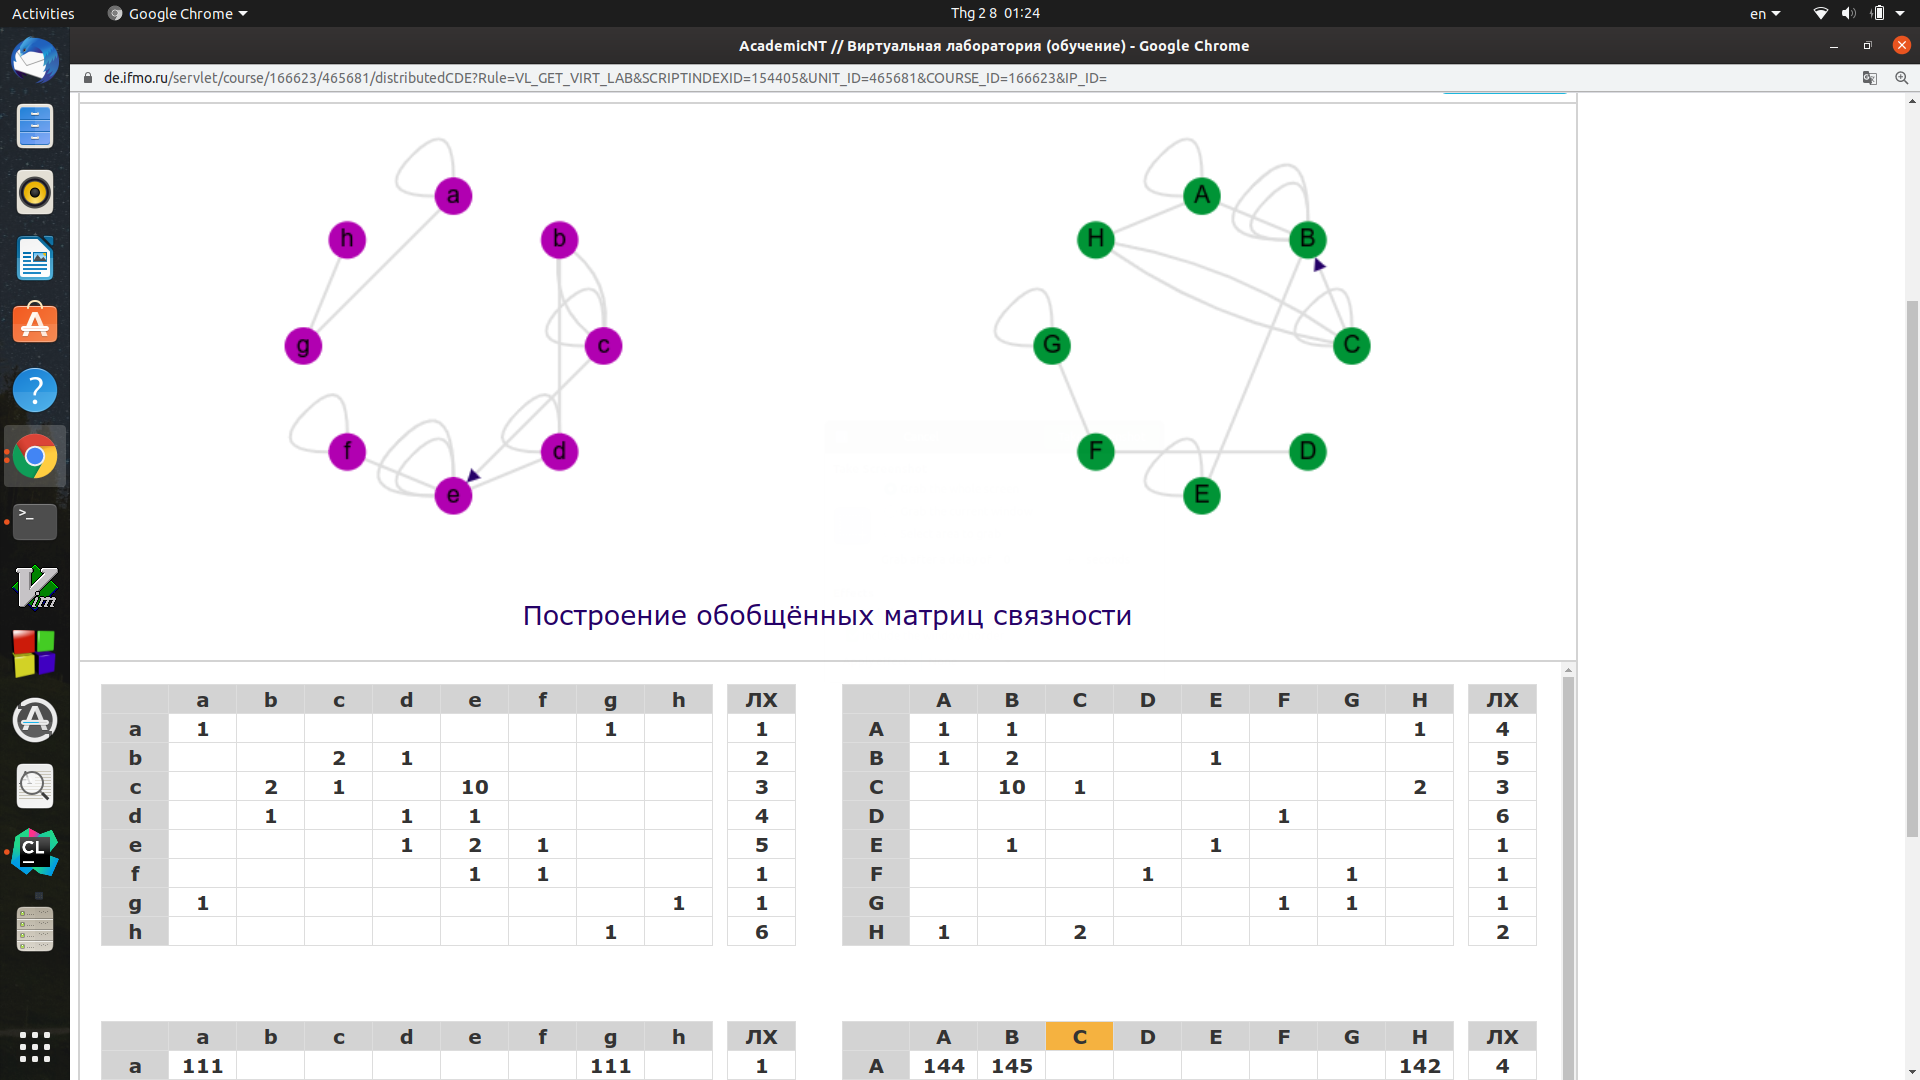 Activities Google Chrome Thg 2 8 01:24 en
AcademicNT // Виртуальная лаборатория (обучение) - Google Chrome
de.ifmo.ru/servlet/course/166623/465681/distributedCDE?Rule=VL_GET_VIRT_LAB&SCRIPTINDEXID=154405&UNIT_ID=465681&COURSE_ID=166623&IP_ID=
a
h
b
g
c
f
d
e
A
H
B
G
C
F
D
E
Построение обобщённых матриц связности
a b c d e f g h ЛХ
a 1 1 1
b 2 1 2
c 2 1 10 3
d 1 1 1 4
e 1 2 1 5
f 1 1 1
g 1 1 1
h 1 6
A B C D E F G H ЛХ
A 1 1 1 4
B 1 2 1 5
C 10 1 2 3
D 1 6
E 1 1 1
F 1 1 1
G 1 1 1
H 1 2 2
a b c d e f g h ЛХ
a 111 111 1
A B C D E F G H ЛХ
A 144 145 142 4
>_
Vim
CL
?